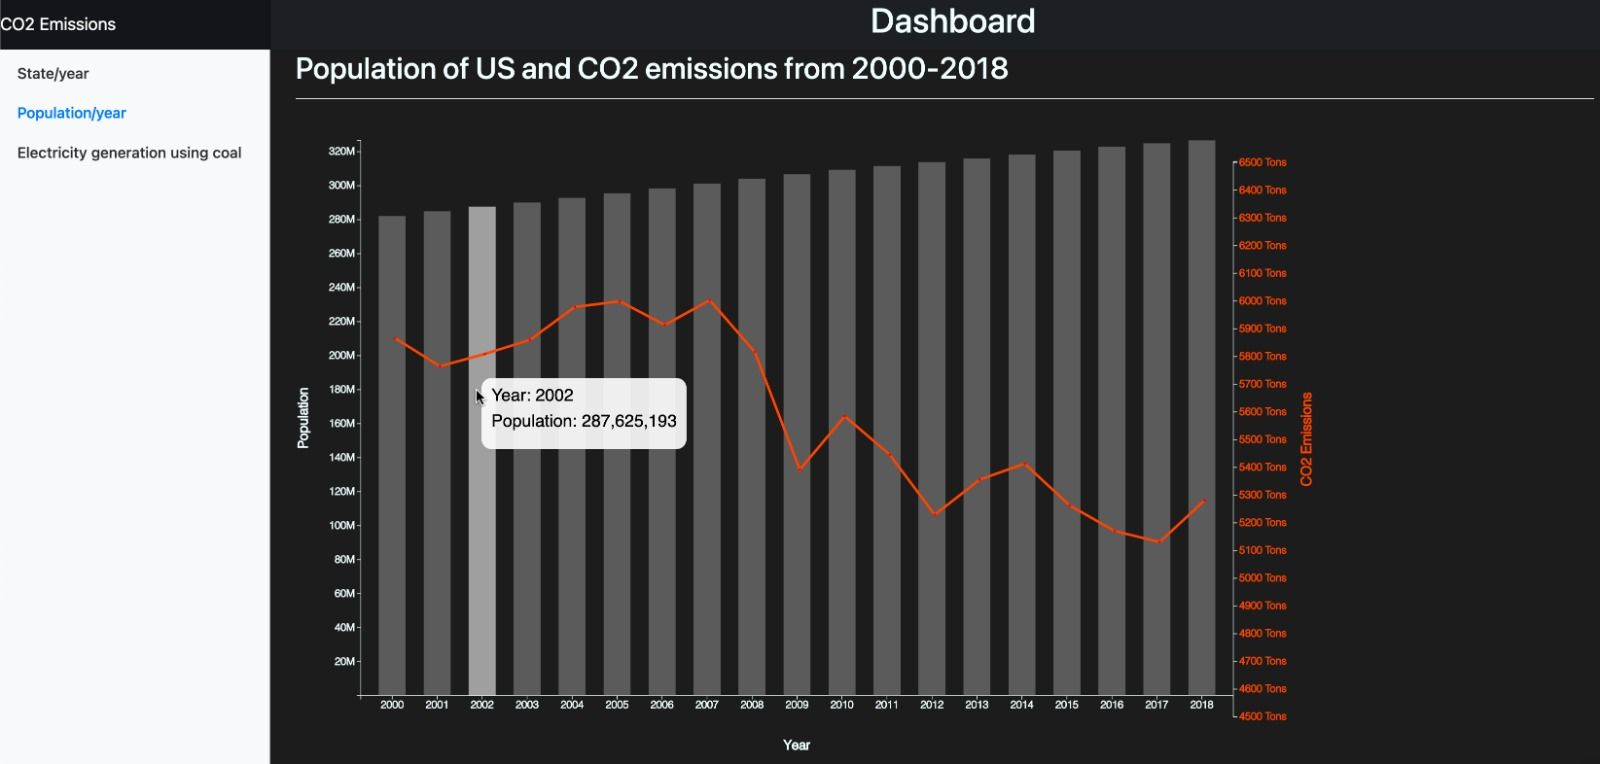 CO2 Emissions
Dashboard
State/year
Population/year
Electricity generation using coal
Population of US and CO2 emissions from 2000-2018
320M
300M
280M
260M
240M
220M
200M
180M
160M
140M
120M
100M
80M
60M
40M
20M
Population
Year: 2002
Population: 287,625,193
6500 Tons
6400 Tons
6300 Tons
6200 Tons
6100 Tons
6000 Tons
5900 Tons
5800 Tons
5700 Tons
5600 Tons
5500 Tons
5400 Tons
5300 Tons
5200 Tons
5100 Tons
5000 Tons
4900 Tons
4800 Tons
4700 Tons
4600 Tons
4500 Tons
CO2 Emissions
2000 2001 2002 2003 2004 2005 2006 2007 2008 2009 2010 2011 2012 2013 2014 2015 2016 2017 2018
Year